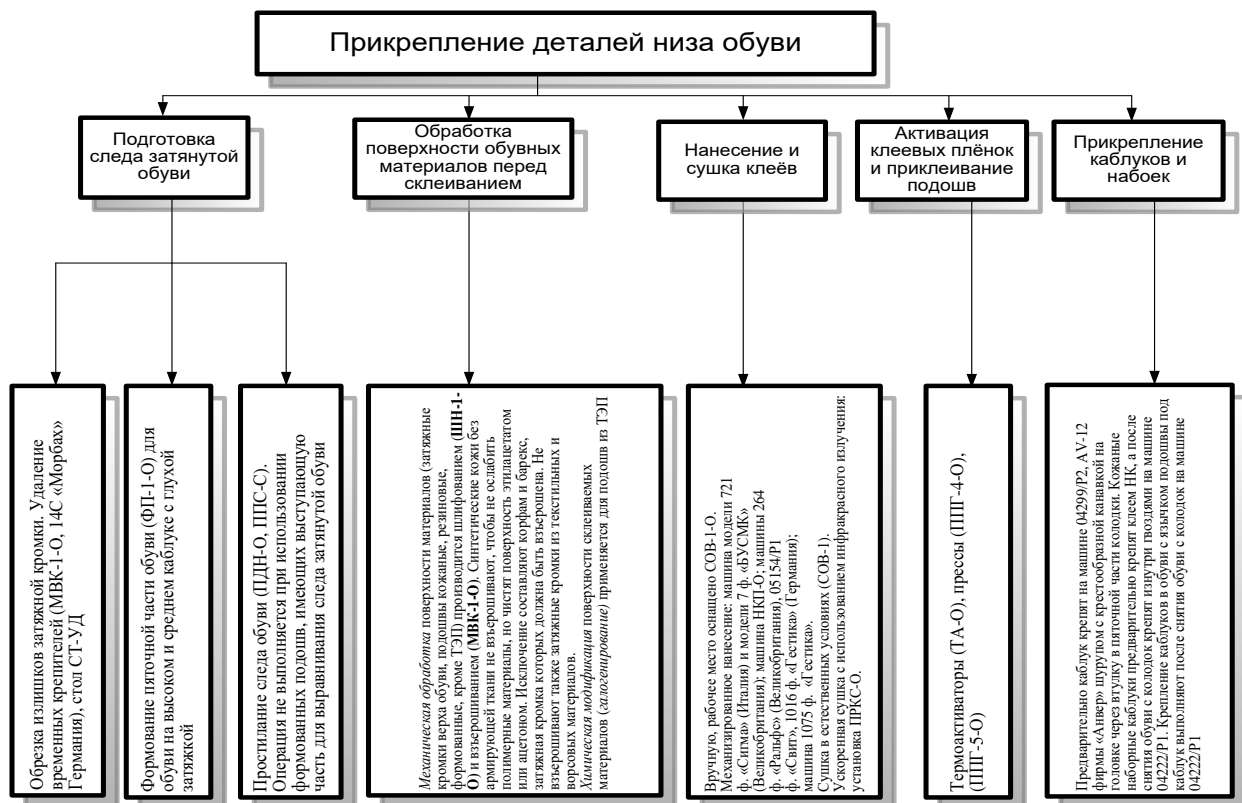 Прикрепление деталей низа обуви
Подготовка
следа затянутой
обуви
Обработка
поверхности обувных
материалов перед
склеиванием
Нанесение и
сушка клеёв
Активация
клеевых плёнок
и приклеивание
подошв
Прикрепление
каблуков и
набоек
Обрезка излишков затяжной кромки. Удаление
временных крепителей (МВК-1-О, 14С «Морбах»
Германия), стол СТ-УД
Формование пяточной части обуви (ФП-1-О) для
обуви на высоком и среднем каблуке с глухой
затяжкой
Простилание следа обуви (ПДН-О, ППС-С).
Операция не выполняется при использовании
формованных подошв, имеющих выступающую
часть для выравнивания следа затянутой обуви
Механическая обработка поверхности материалов (затяжные
кромки верха обуви, подошвы кожаные, резиновые,
формованные, кроме ТЭП) производится шлифованием (ШН-1-
О) и взъерошиванием (МВК-1-О). Синтетические кожи без
армирующей ткани не взъерошивают, чтобы не ослабить
полимерные материалы, но чистят поверхность этилацетатом
или ацетоном. Исключение составляют корфам и барекс,
затяжная кромка которых должна быть взъерошена. Не
взъерошивают также затяжные кромки из текстильных и
ворсовых материалов.
Химическая модификация поверхности склеиваемых
материалов (галогенирование) применяется для подошв из ТЭП
Вручную, рабочее место оснащено СОВ-1-О.
Механизированное нанесение: машина модели 721
ф. «Сигма» (Италия) и модели 7 ф. «БУСМК»
(Великобритания); машина НКП-О; машины 264
ф. «Ральфс» (Великобритания), 05154/Р1
ф. «Свит», 1016 ф. «Гестика» (Германия);
машина 1075 ф. «Гестика».
Сушка в естественных условиях (СОВ-1).
Ускоренная сушка с использованием инфракрасного излучения:
установка ПРКС-О.
Термоактиваторы (ТА-О), прессы (ППГ-4-О),
(ППГ-5-О)
Предварительно каблук крепят на машине 04299/Р2, AV-12
фирмы «Анвер» шурупом с крестообразной канавкой на
головке через втулку в пяточной части колодки. Кожаные
наборные каблуки предварительно крепят клеем НК, а после
снятия обуви с колодок крепят изнутри гвоздями на машине
04222/Р1. Крепление каблуков в обуви с язычком подошвы под
каблук выполняют после снятия обуви с колодок на машине
04222/Р1